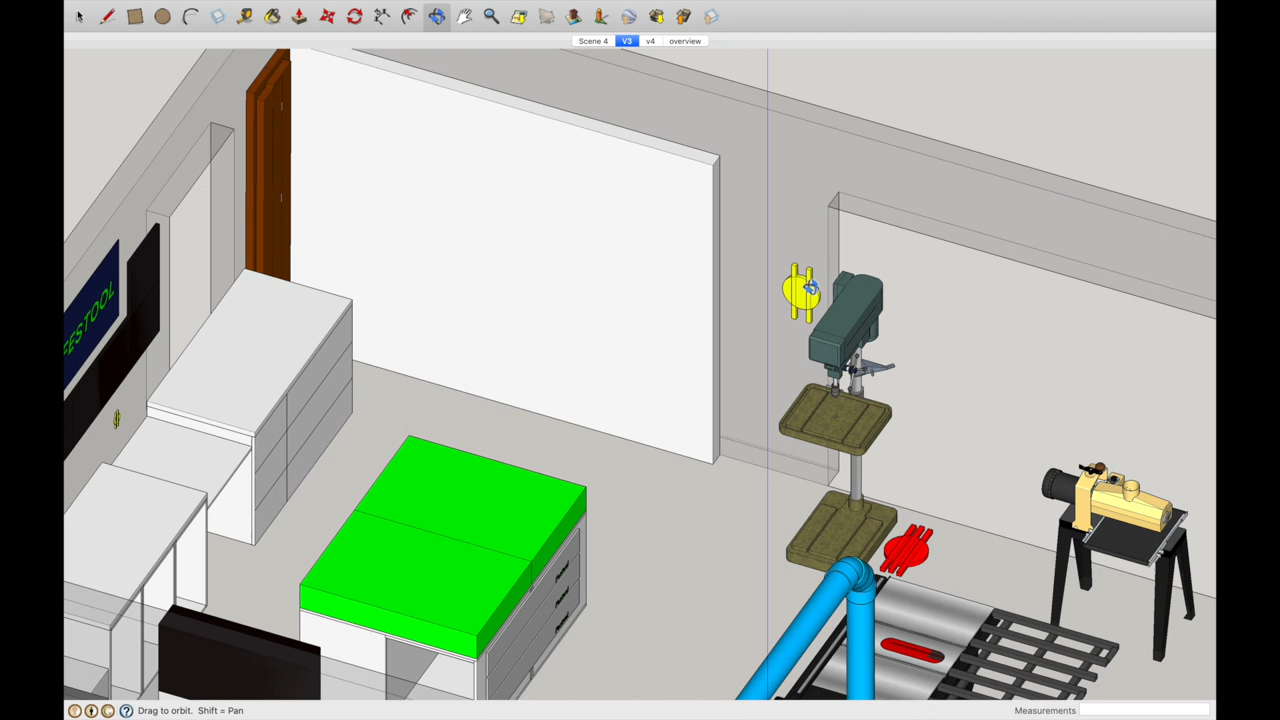 Scene 4 V3 v4 overview
FESTOOL
Drag to orbit. Shift = Pan
Measurements